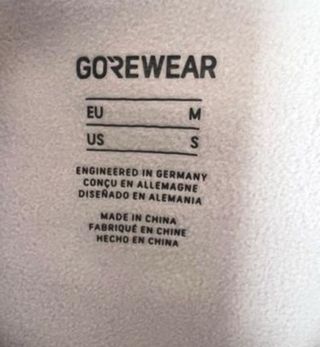 GOREWEAR
EU M
US S
ENGINEERED IN GERMANY
CONÇU EN ALLEMAGNE
DISEÑADO EN ALEMANIA
MADE IN CHINA
FABRIQUÉ EN CHINE
HECHO EN CHINA